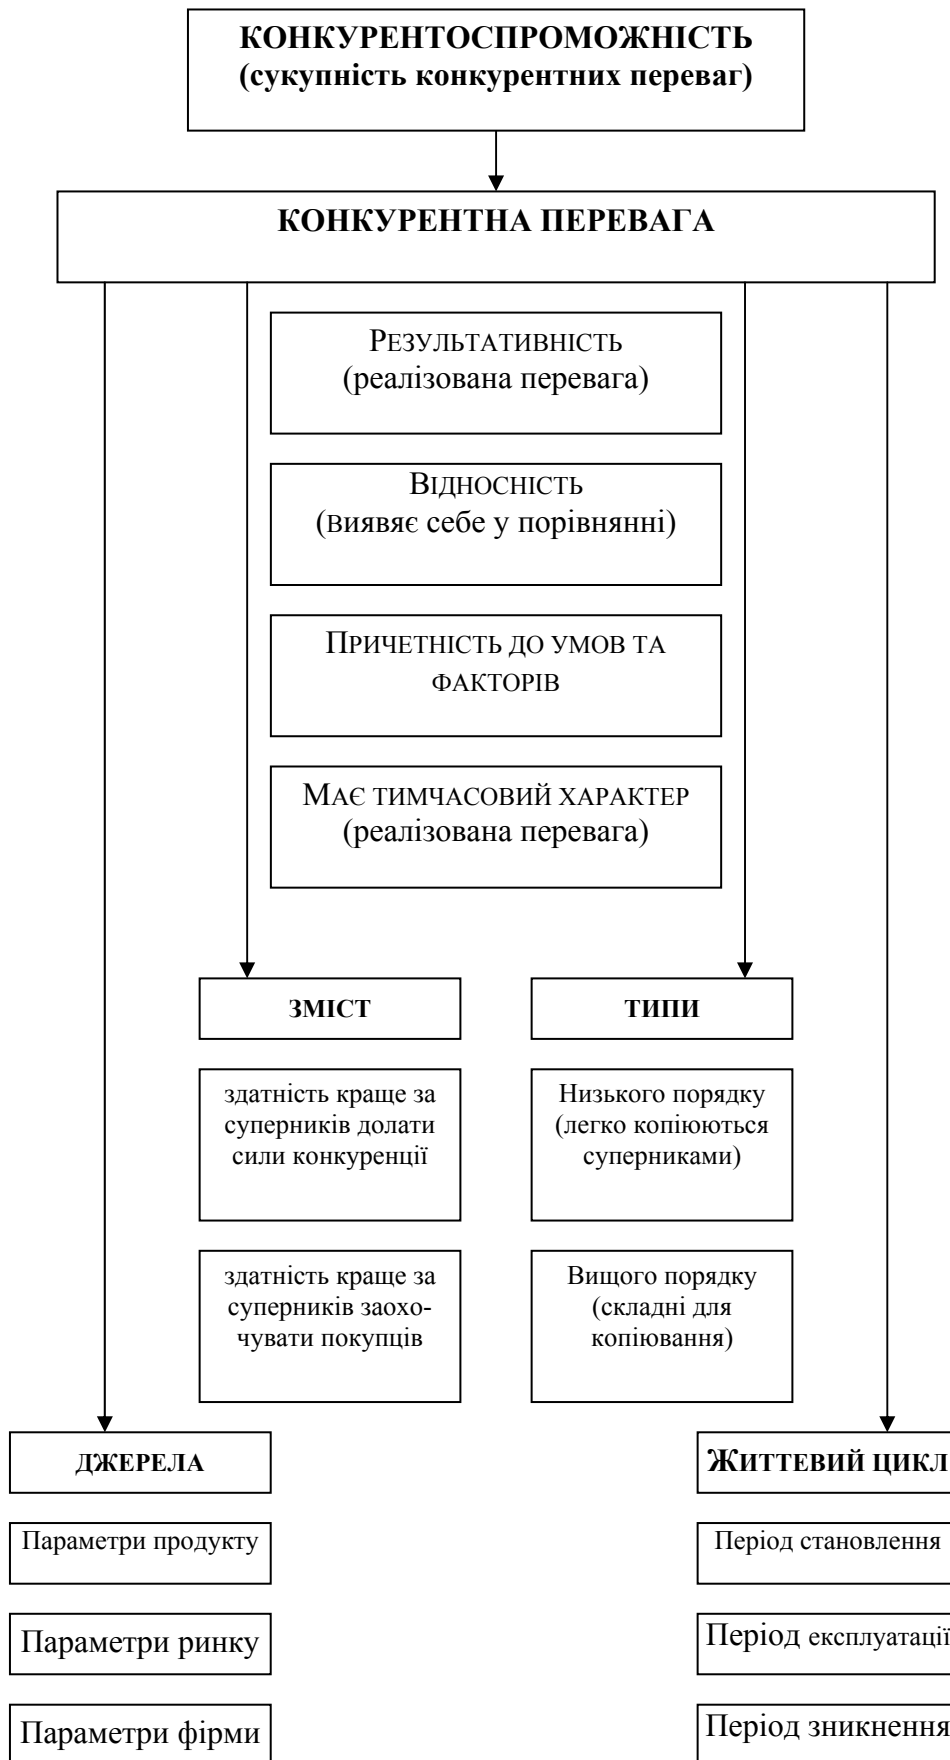 КОНКУРЕНТОСПРОМОЖНІСТЬ
(сукупність конкурентних переваг)
КОНКУРЕНТНА ПЕРЕВАГА
РЕЗУЛЬТАТИВНІСТЬ
(реалізована перевага)
ВІДНОСНІСТЬ
(виявяє себе у порівнянні)
ПРИЧЕТНІСТЬ ДО УМОВ ТА
ФАКТОРІВ
МАЄ ТИМЧАСОВИЙ ХАРАКТЕР
(реалізована перевага)
ЗМІСТ
здатність краще за
суперників долати
сили конкуренції
здатність краще за
суперників заохо-
чувати покупців
ТИПИ
Низького порядку
(легко копіюються
суперниками)
Вищого порядку
(складні для
копіювання)
ДЖЕРЕЛА
Параметри продукту
Параметри ринку
Параметри фірми
ЖИТТЕВИЙ ЦИКЛ
Період становлення
Період експлуатації
Період зникнення